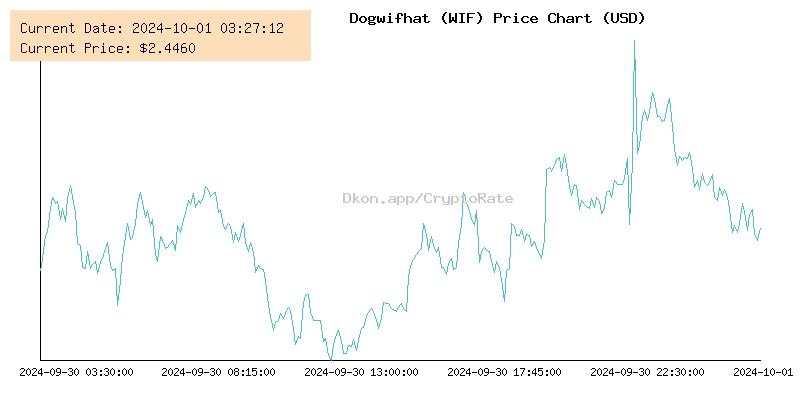 Dogwifhat (WIF) Price Chart (USD)
Current Date: 2024-10-01 03:27:12
Current Price: $2.4460
Dkon.app/CryptoRate
2024-09-30 03:30:00 2024-09-30 08:15:00 2024-09-30 13:00:00 2024-09-30 17:45:00 2024-09-30 22:30:00 2024-10-01